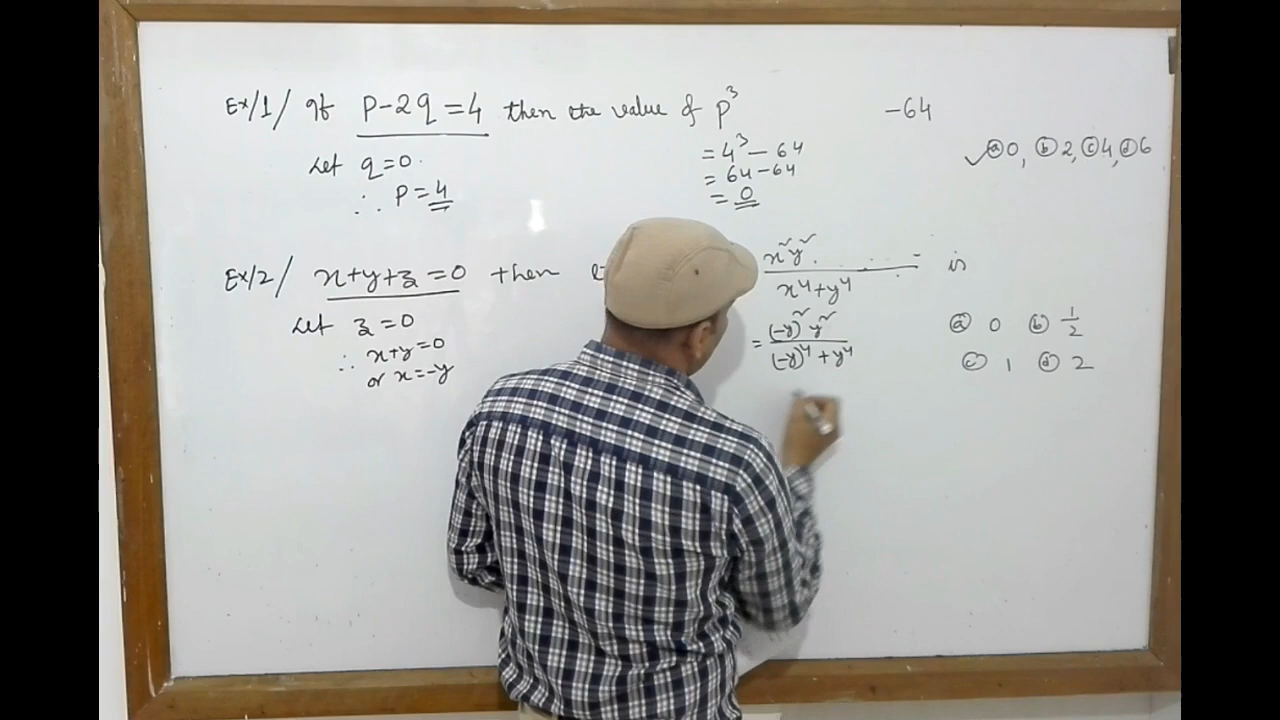 Ex/1/ If P-2q=4 then the value of p³ -64
Let q=0.
∴ P=4
=4³-64
=64-64
=0
✓ⓐ0, ⓑ2, ⓒ4, ⓓ6
Ex/2/ x+y+z=0 then x²y². . . . . . is
x⁴+y⁴
Let z=0
∴ x+y=0
or x=-y
=(-y)²y²
(-y)⁴+y⁴
ⓐ 0 ⓑ 1/2
ⓒ 1 ⓓ 2